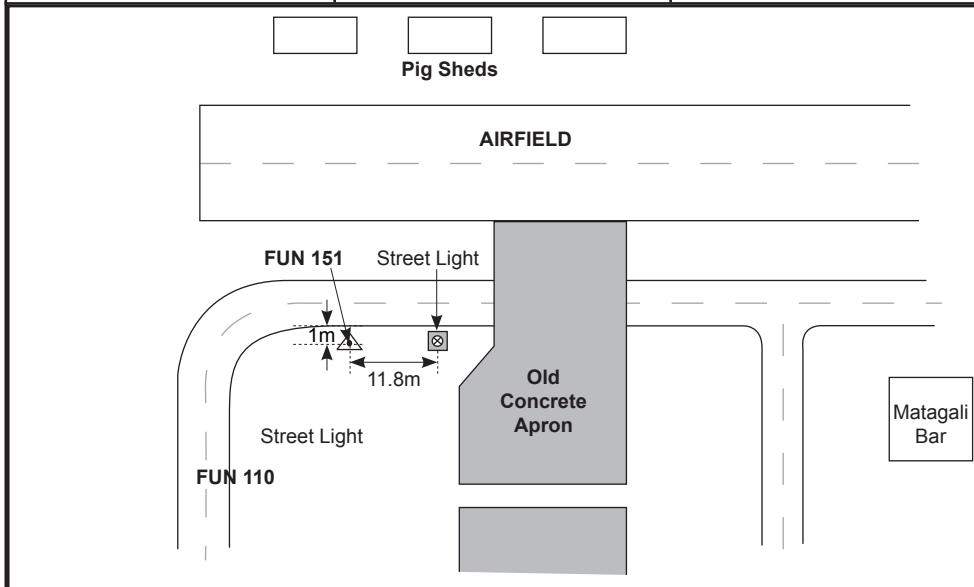 Pig Sheds
AIRFIELD
FUN 151
Street Light
1m
11.8m
Old
Concrete
Apron
Matagali
Bar
Street Light
FUN 110